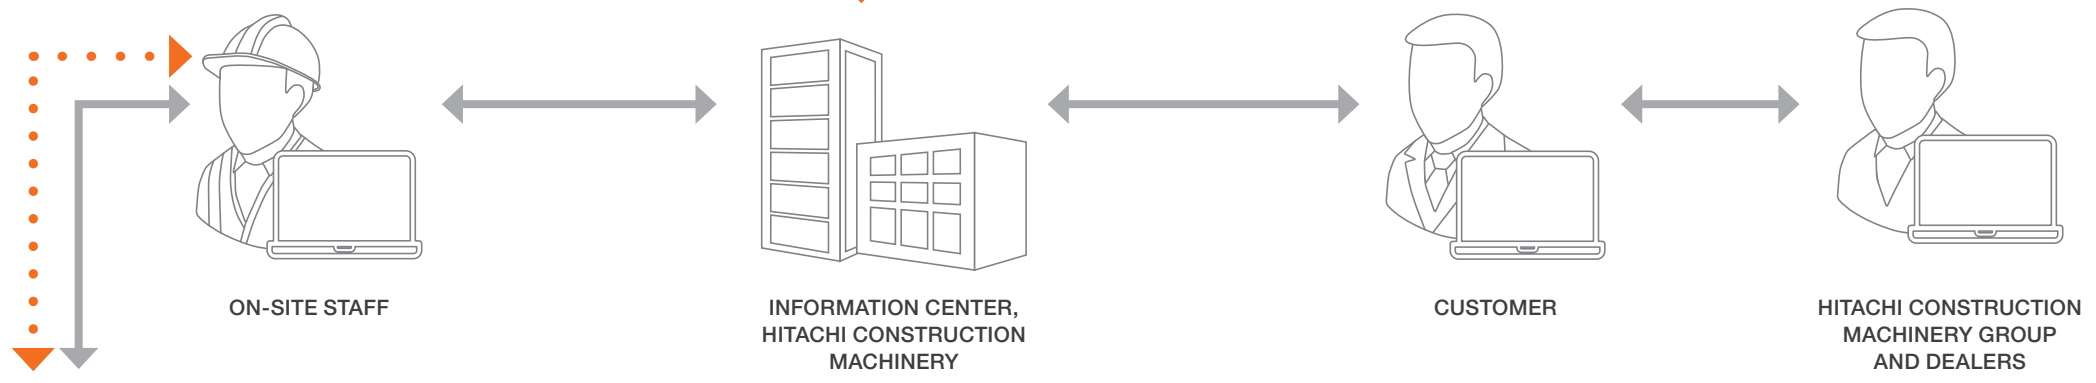 ON-SITE STAFF
INFORMATION CENTER,
HITACHI CONSTRUCTION
MACHINERY
CUSTOMER
HITACHI CONSTRUCTION
MACHINERY GROUP
AND DEALERS